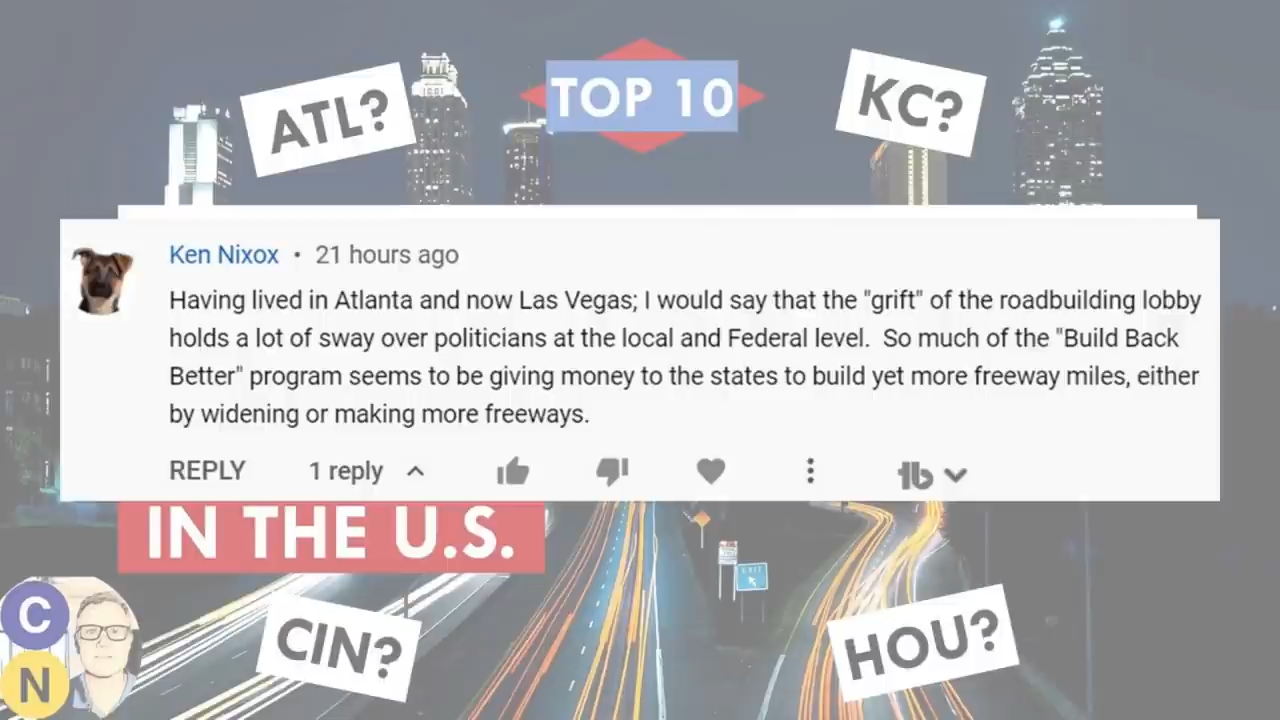 ATL?
TOP 10
KC?
Ken Nixox • 21 hours ago
Having lived in Atlanta and now Las Vegas; I would say that the "grift" of the roadbuilding lobby
holds a lot of sway over politicians at the local and Federal level.  So much of the "Build Back
Better" program seems to be giving money to the states to build yet more freeway miles, either
by widening or making more freeways.
REPLY 1 reply
IN THE U.S.
EXIT
CIN?
HOU?
C
N